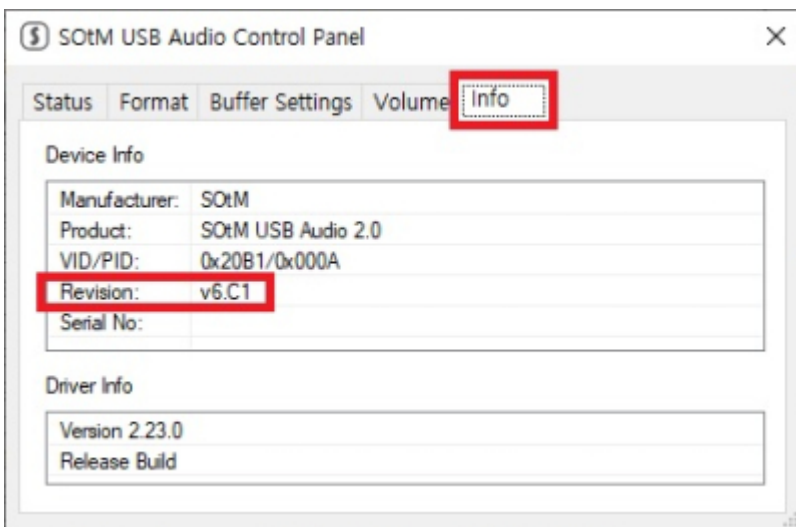 SOtM USB Audio Control Panel
Status Format Buffer Settings Volume Info
Device Info
Manufacturer: SOtM
Product: SOtM USB Audio 2.0
VID/PID: 0x20B1/0x000A
Revision: v6.C1
Serial No:
Driver Info
Version 2.23.0
Release Build